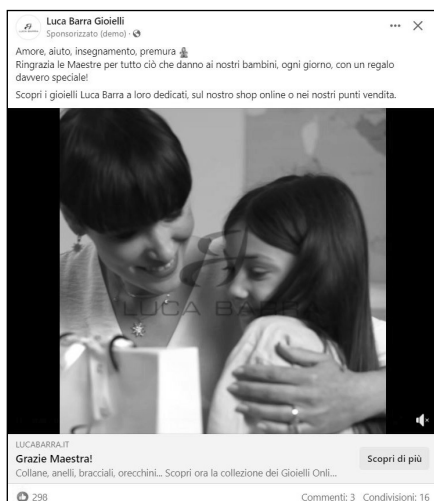 Luca Barra Gioielli
Sponsorizzato (demo) ·
Amore, aiuto, insegnamento, premura
Ringrazia le Maestre per tutto ciò che danno ai nostri bambini, ogni giorno, con un regalo
davvero speciale!
Scopri i gioielli Luca Barra a loro dedicati, sul nostro shop online o nei nostri punti vendita.
LUCA BARRA
LUCABARRA.IT
Grazie Maestra!
Collane, anelli, bracciali, orecchini... Scopri ora la collezione dei Gioielli Onli...
Scopri di più
298
Commenti: 3 Condivisioni: 16